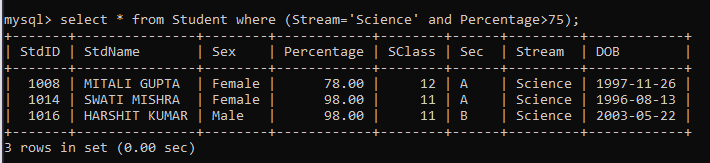 mysql> select * from Student where (Stream='Science' and Percentage>75);
+-------+---------------+--------+------------+--------+------+---------+------------+
| StdID | StdName       | Sex    | Percentage | SClass | Sec  | Stream  | DOB        |
+-------+---------------+--------+------------+--------+------+---------+------------+
|  1008 | MITALI GUPTA  | Female |      78.00 |     12 | A    | Science | 1997-11-26 |
|  1014 | SWATI MISHRA  | Female |      98.00 |     11 | A    | Science | 1996-08-13 |
|  1016 | HARSHIT KUMAR | Male   |      98.00 |     11 | B    | Science | 2003-05-22 |
+-------+---------------+--------+------------+--------+------+---------+------------+
3 rows in set (0.00 sec)